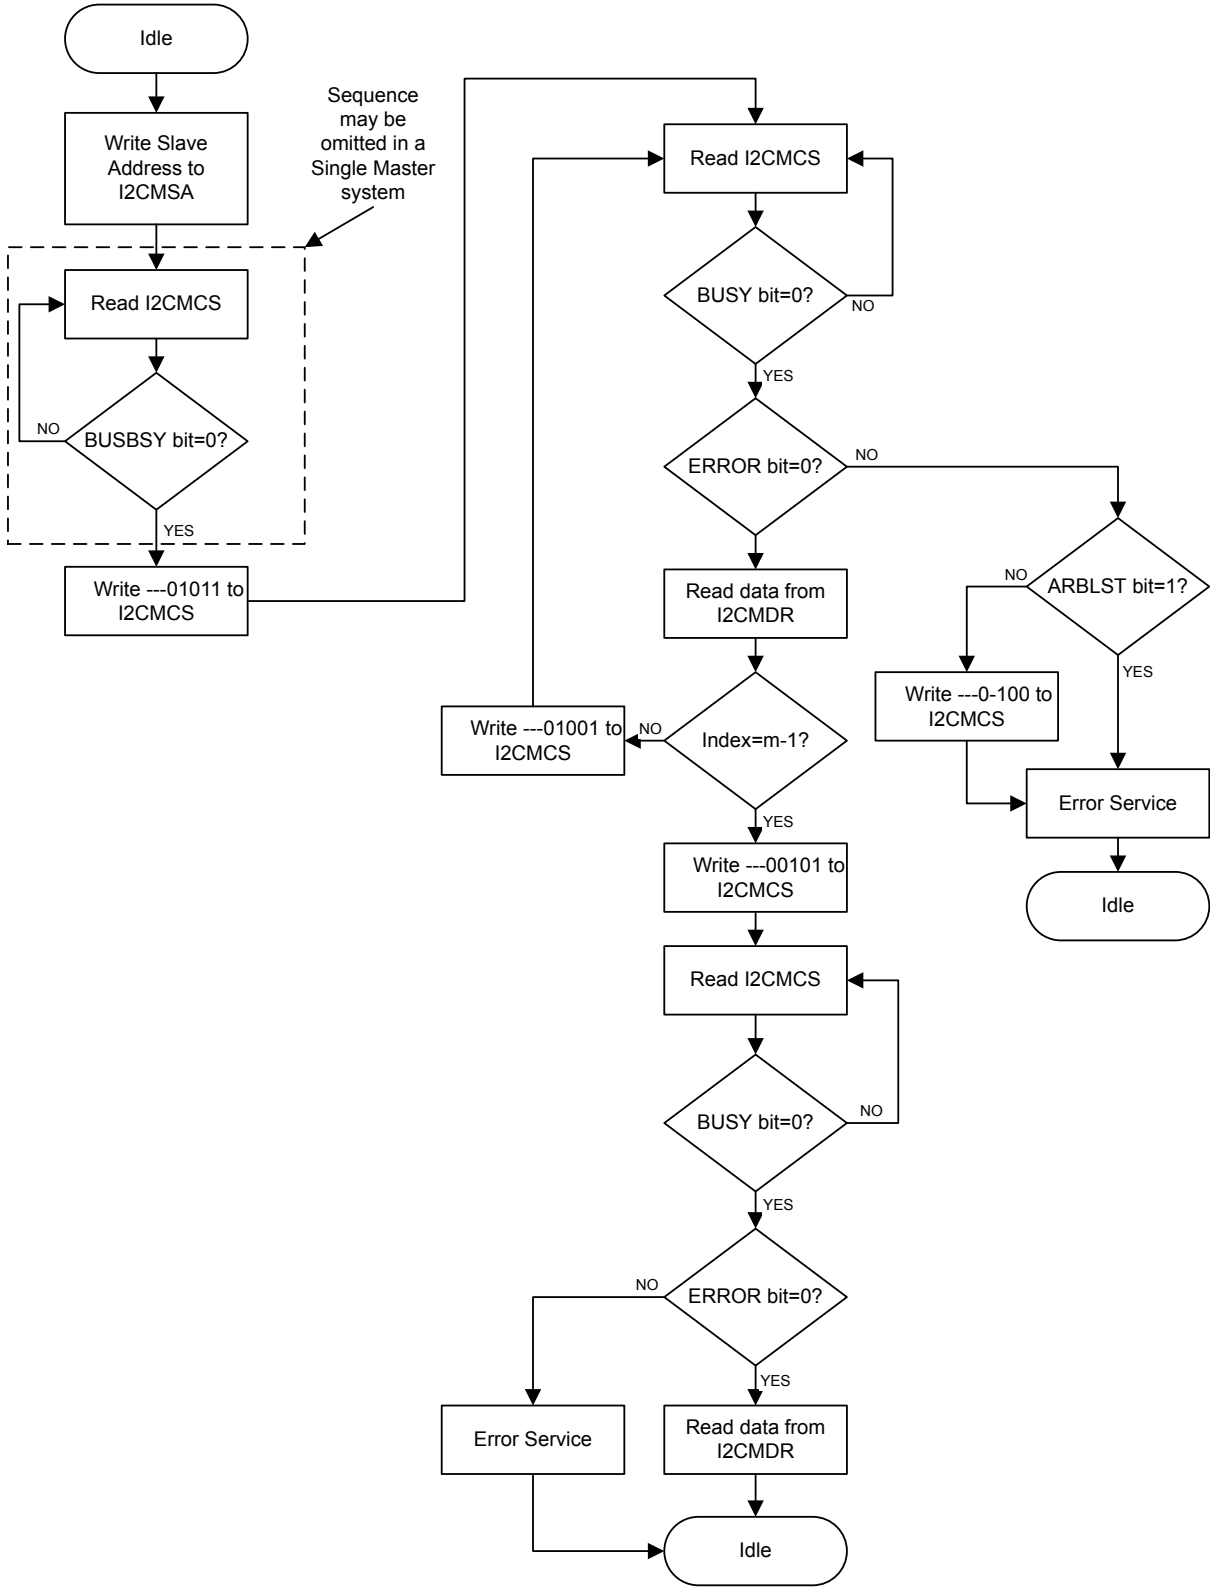 Idle
Write Slave
Address to
I2CMSA
Sequence
may be
omitted in a
Single Master
system
Read I2CMCS
BUSBSY bit=0?
NO
YES
Write ---01011 to
I2CMCS
Read I2CMCS
BUSY bit=0?
NO
YES
ERROR bit=0?
NO
ARBLST bit=1?
NO
YES
Write ---0-100 to
I2CMCS
Error Service
Idle
Read data from
I2CMDR
Index=m-1?
NO
Write ---01001 to
I2CMCS
YES
Write ---00101 to
I2CMCS
Read I2CMCS
BUSY bit=0?
NO
YES
ERROR bit=0?
NO
YES
Error Service
Read data from
I2CMDR
Idle